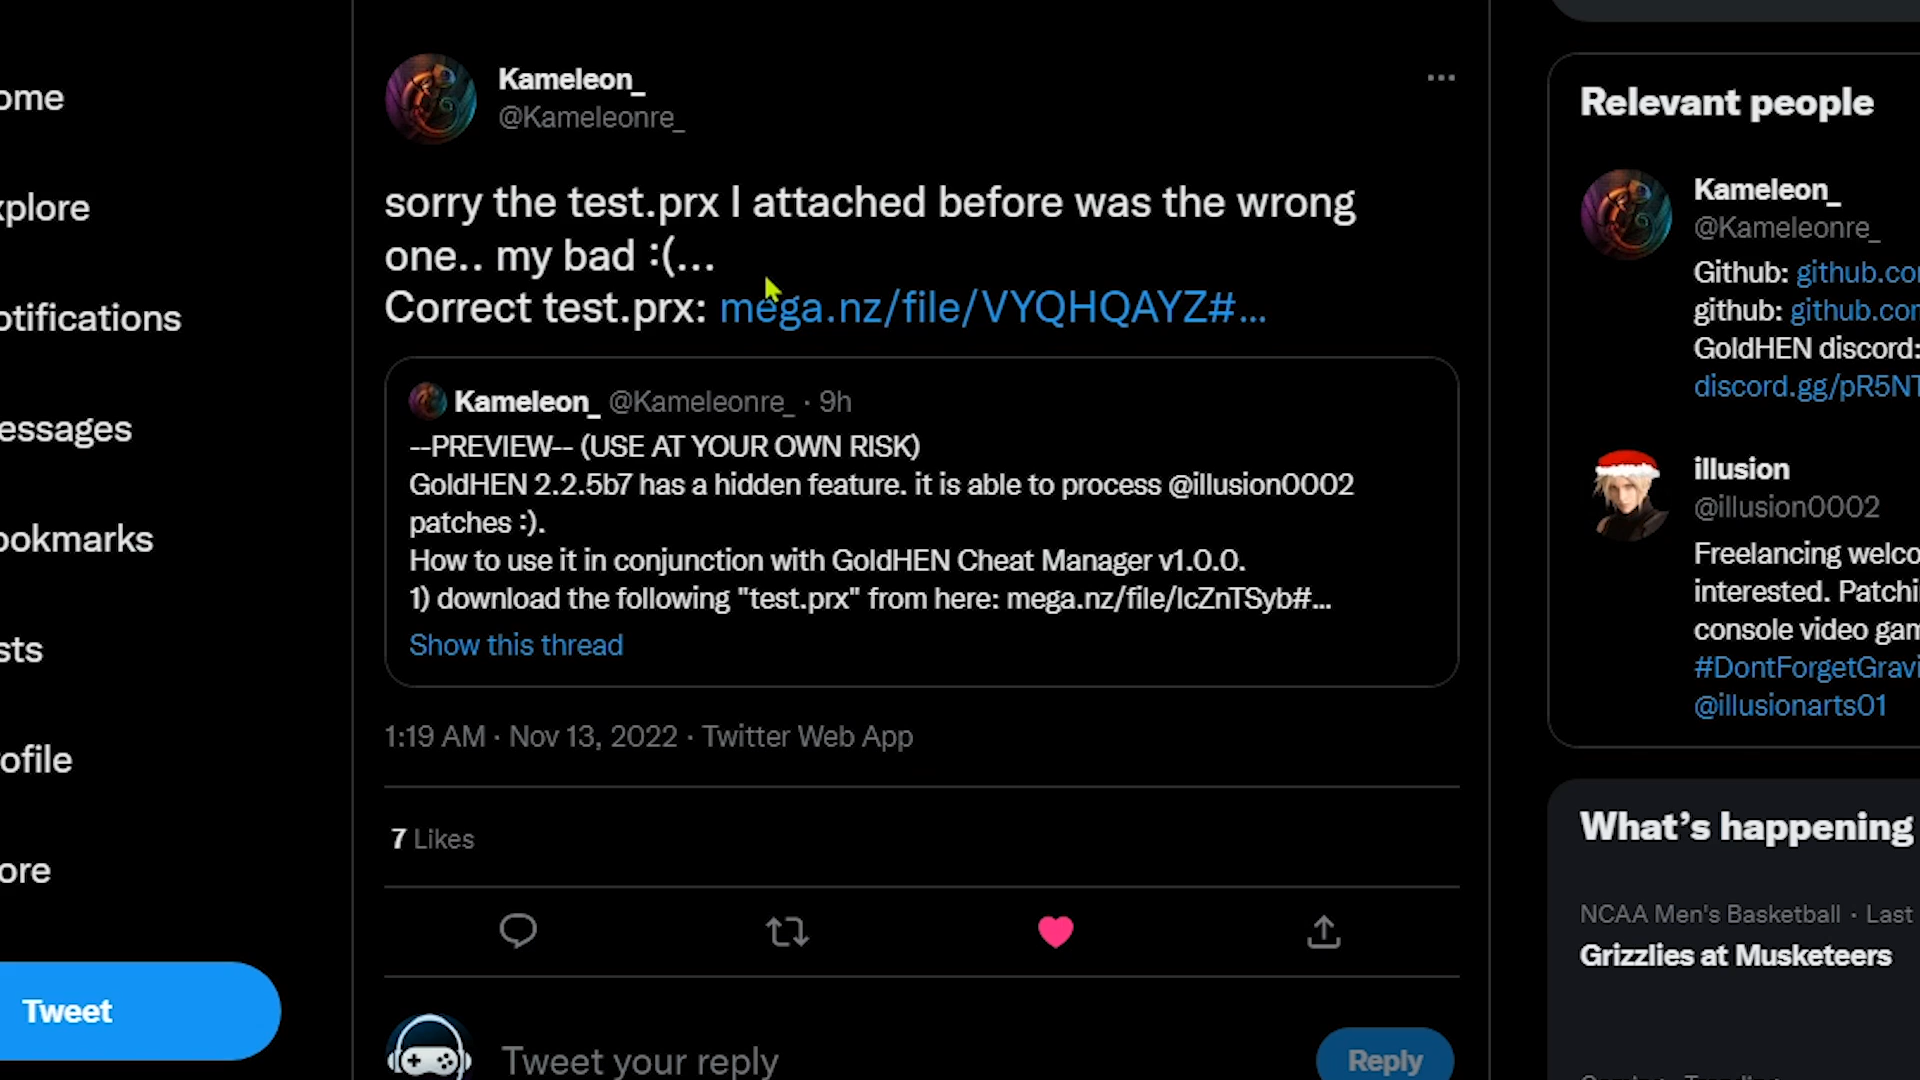 ome
xplore
otifications
essages
ookmarks
sts
ofile
ore
Tweet
Kameleon_
@Kameleonre_
sorry the test.prx I attached before was the wrong
one.. my bad :(...
Correct test.prx: mega.nz/file/VYQHQAYZ#...
Kameleon_ @Kameleonre_ · 9h
--PREVIEW-- (USE AT YOUR OWN RISK)
GoldHEN 2.2.5b7 has a hidden feature. it is able to process @illusion0002
patches :).
How to use it in conjunction with GoldHEN Cheat Manager v1.0.0.
1) download the following "test.prx" from here: mega.nz/file/IcZnTSyb#...
Show this thread
1:19 AM · Nov 13, 2022 · Twitter Web App
7 Likes
Tweet your reply
Reply
Relevant people
Kameleon_
@Kameleonre_
Github: github.co
github: github.co
GoldHEN discord:
discord.gg/pR5N
illusion
@illusion0002
Freelancing welco
interested. Patchi
console video gam
#DontForgetGravi
@illusionarts01
What's happening
NCAA Men's Basketball · Last
Grizzlies at Musketeers